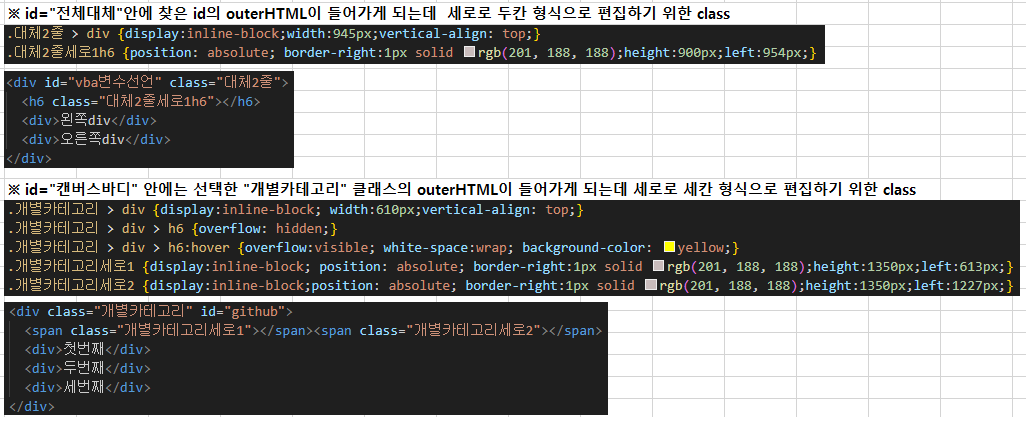 ※ id="전체대체"안에 찾은 id의 outerHTML이 들어가게 되는데  세로로 두칸 형식으로 편집하기 위한 class
.대체2줄 > div {display:inline-block;width:945px;vertical-align: top;}
.대체2줄세로1h6 {position: absolute; border-right:1px solid rgb(201, 188, 188);height:900px;left:954px;}
<div id="vba변수선언" class="대체2줄">
<h6 class="대체2줄세로1h6"></h6>
<div>왼쪽div</div>
<div>오른쪽div</div>
</div>
※ id="캔버스바디" 안에는 선택한 "개별카테고리" 클래스의 outerHTML이 들어가게 되는데 세로로 세칸 형식으로 편집하기 위한 class
.개별카테고리 > div {display:inline-block; width:610px;vertical-align: top;}
.개별카테고리 > div > h6 {overflow: hidden;}
.개별카테고리 > div > h6:hover {overflow:visible; white-space:wrap; background-color: yellow;}
.개별카테고리세로1 {display:inline-block; position: absolute; border-right:1px solid rgb(201, 188, 188);height:1350px;left:613px;}
.개별카테고리세로2 {display:inline-block;position: absolute; border-right:1px solid rgb(201, 188, 188);height:1350px;left:1227px;}
<div class="개별카테고리" id="github">
<span class="개별카테고리세로1"></span><span class="개별카테고리세로2"></span>
<div>첫번째</div>
<div>두번째</div>
<div>세번째</div>
</div>